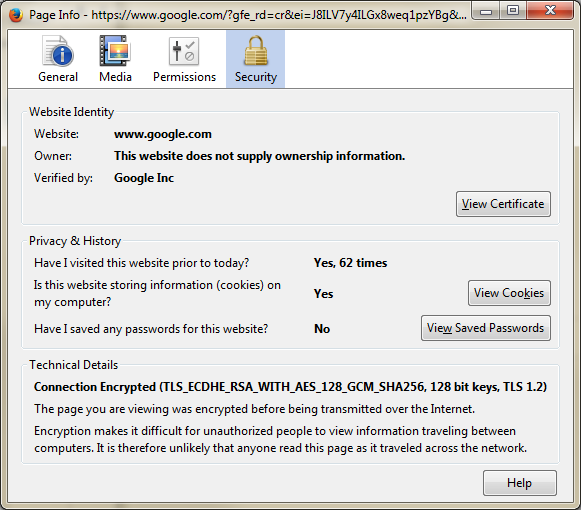 Page Info - https://www.google.com/?gfe_rd=cr&ei=J8ILV7y4ILGx8weq1pzYBg&...
General Media Permissions Security
Website Identity
Website: www.google.com
Owner: This website does not supply ownership information.
Verified by: Google Inc
View Certificate
Privacy & History
Have I visited this website prior to today? Yes, 62 times
Is this website storing information (cookies) on
my computer? Yes View Cookies
Have I saved any passwords for this website? No View Saved Passwords
Technical Details
Connection Encrypted (TLS_ECDHE_RSA_WITH_AES_128_GCM_SHA256, 128 bit keys, TLS 1.2)
The page you are viewing was encrypted before being transmitted over the Internet.
Encryption makes it difficult for unauthorized people to view information traveling between
computers. It is therefore unlikely that anyone read this page as it traveled across the network.
Help